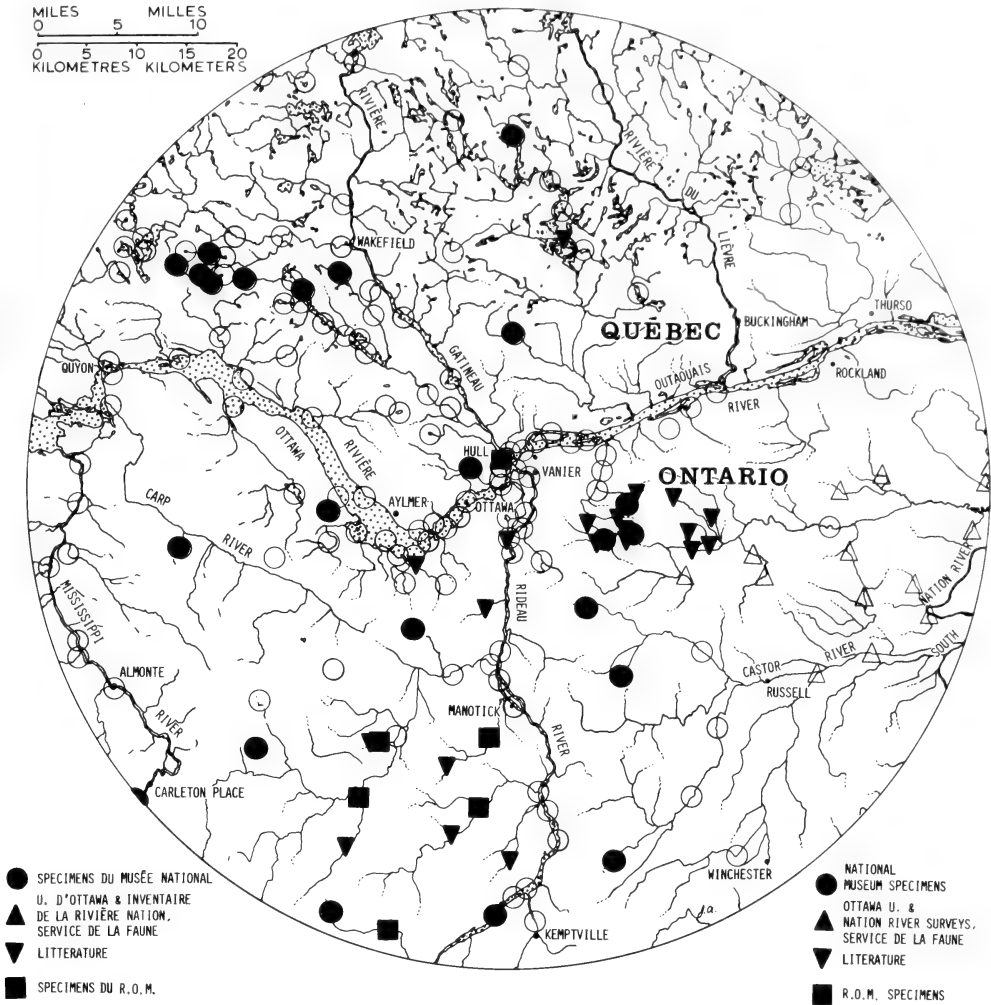 MILES MILLES
0 5 10
0 5 10 15 20
KILOMÈTRES KILOMETERS
RIVIÈRE
RIVIÈRE
DU
LIÈVRE
WAKEFIELD
THURSO
QUÉBEC
BUCKINGHAM
GATINEAU
QUYON
OUTAOUAIS
ROCKLAND
RIVER
OTTAWA
RIVIÈRE
HULL
VANIER
ONTARIO
CARP
AYLMER
OTTAWA
RIVER
NATION RIVER
MISSISSIPPI
RIDEAU
SOUTH
RIVER
CASTOR
RUSSELL
ALMONTE
MANOTICK
RIVER
RIVER
CARLETON PLACE
WINCHESTER
j.a.
KEMPTVILLE
SPECIMENS DU MUSÉE NATIONAL
U. D'OTTAWA & INVENTAIRE
DE LA RIVIÈRE NATION,
SERVICE DE LA FAUNE
LITTERATURE
SPECIMENS DU R.O.M.
NATIONAL
MUSEUM SPECIMENS
OTTAWA U. &
NATION RIVER SURVEYS,
SERVICE DE LA FAUNE
LITERATURE
R.O.M. SPECIMENS